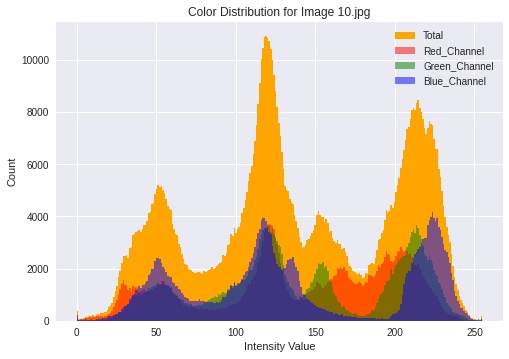 Color Distribution for Image 10.jpg
Total
Red_Channel
Green_Channel
Blue_Channel
Count
10000
8000
6000
4000
2000
0
0 50 100 150 200 250
Intensity Value